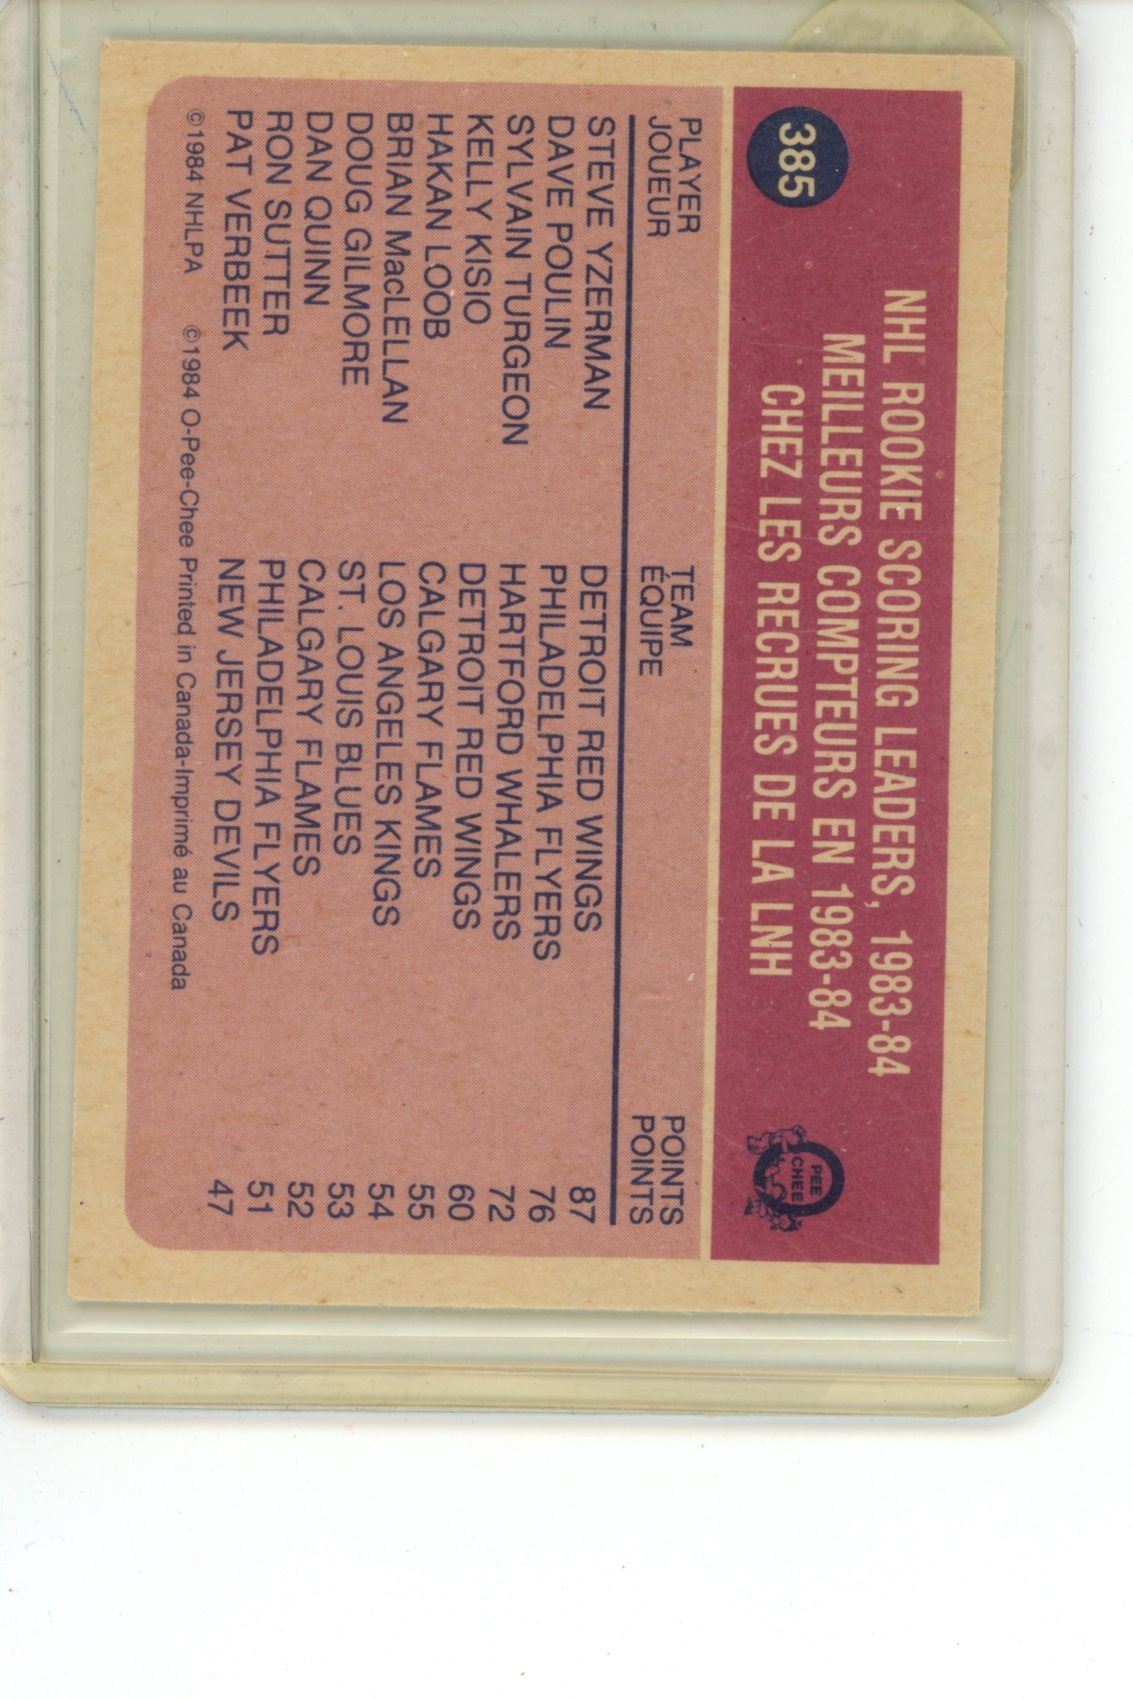 385
NHL ROOKIE SCORING LEADERS, 1983-84
MEILLEURS COMPTEURS EN 1983-84
CHEZ LES RECRUES DE LA LNH
PEE
CHEE
PLAYER TEAM POINTS
JOUEUR ÉQUIPE POINTS
STEVE YZERMAN DETROIT RED WINGS 87
DAVE POULIN PHILADELPHIA FLYERS 76
SYLVAIN TURGEON HARTFORD WHALERS 72
KELLY KISIO DETROIT RED WINGS 60
HAKAN LOOB CALGARY FLAMES 55
BRIAN MacLELLAN LOS ANGELES KINGS 54
DOUG GILMORE ST. LOUIS BLUES 53
DAN QUINN CALGARY FLAMES 52
RON SUTTER PHILADELPHIA FLYERS 51
PAT VERBEEK NEW JERSEY DEVILS 47
©1984 NHLPA ©1984 O-Pee-Chee Printed in Canada-Imprimé au Canada